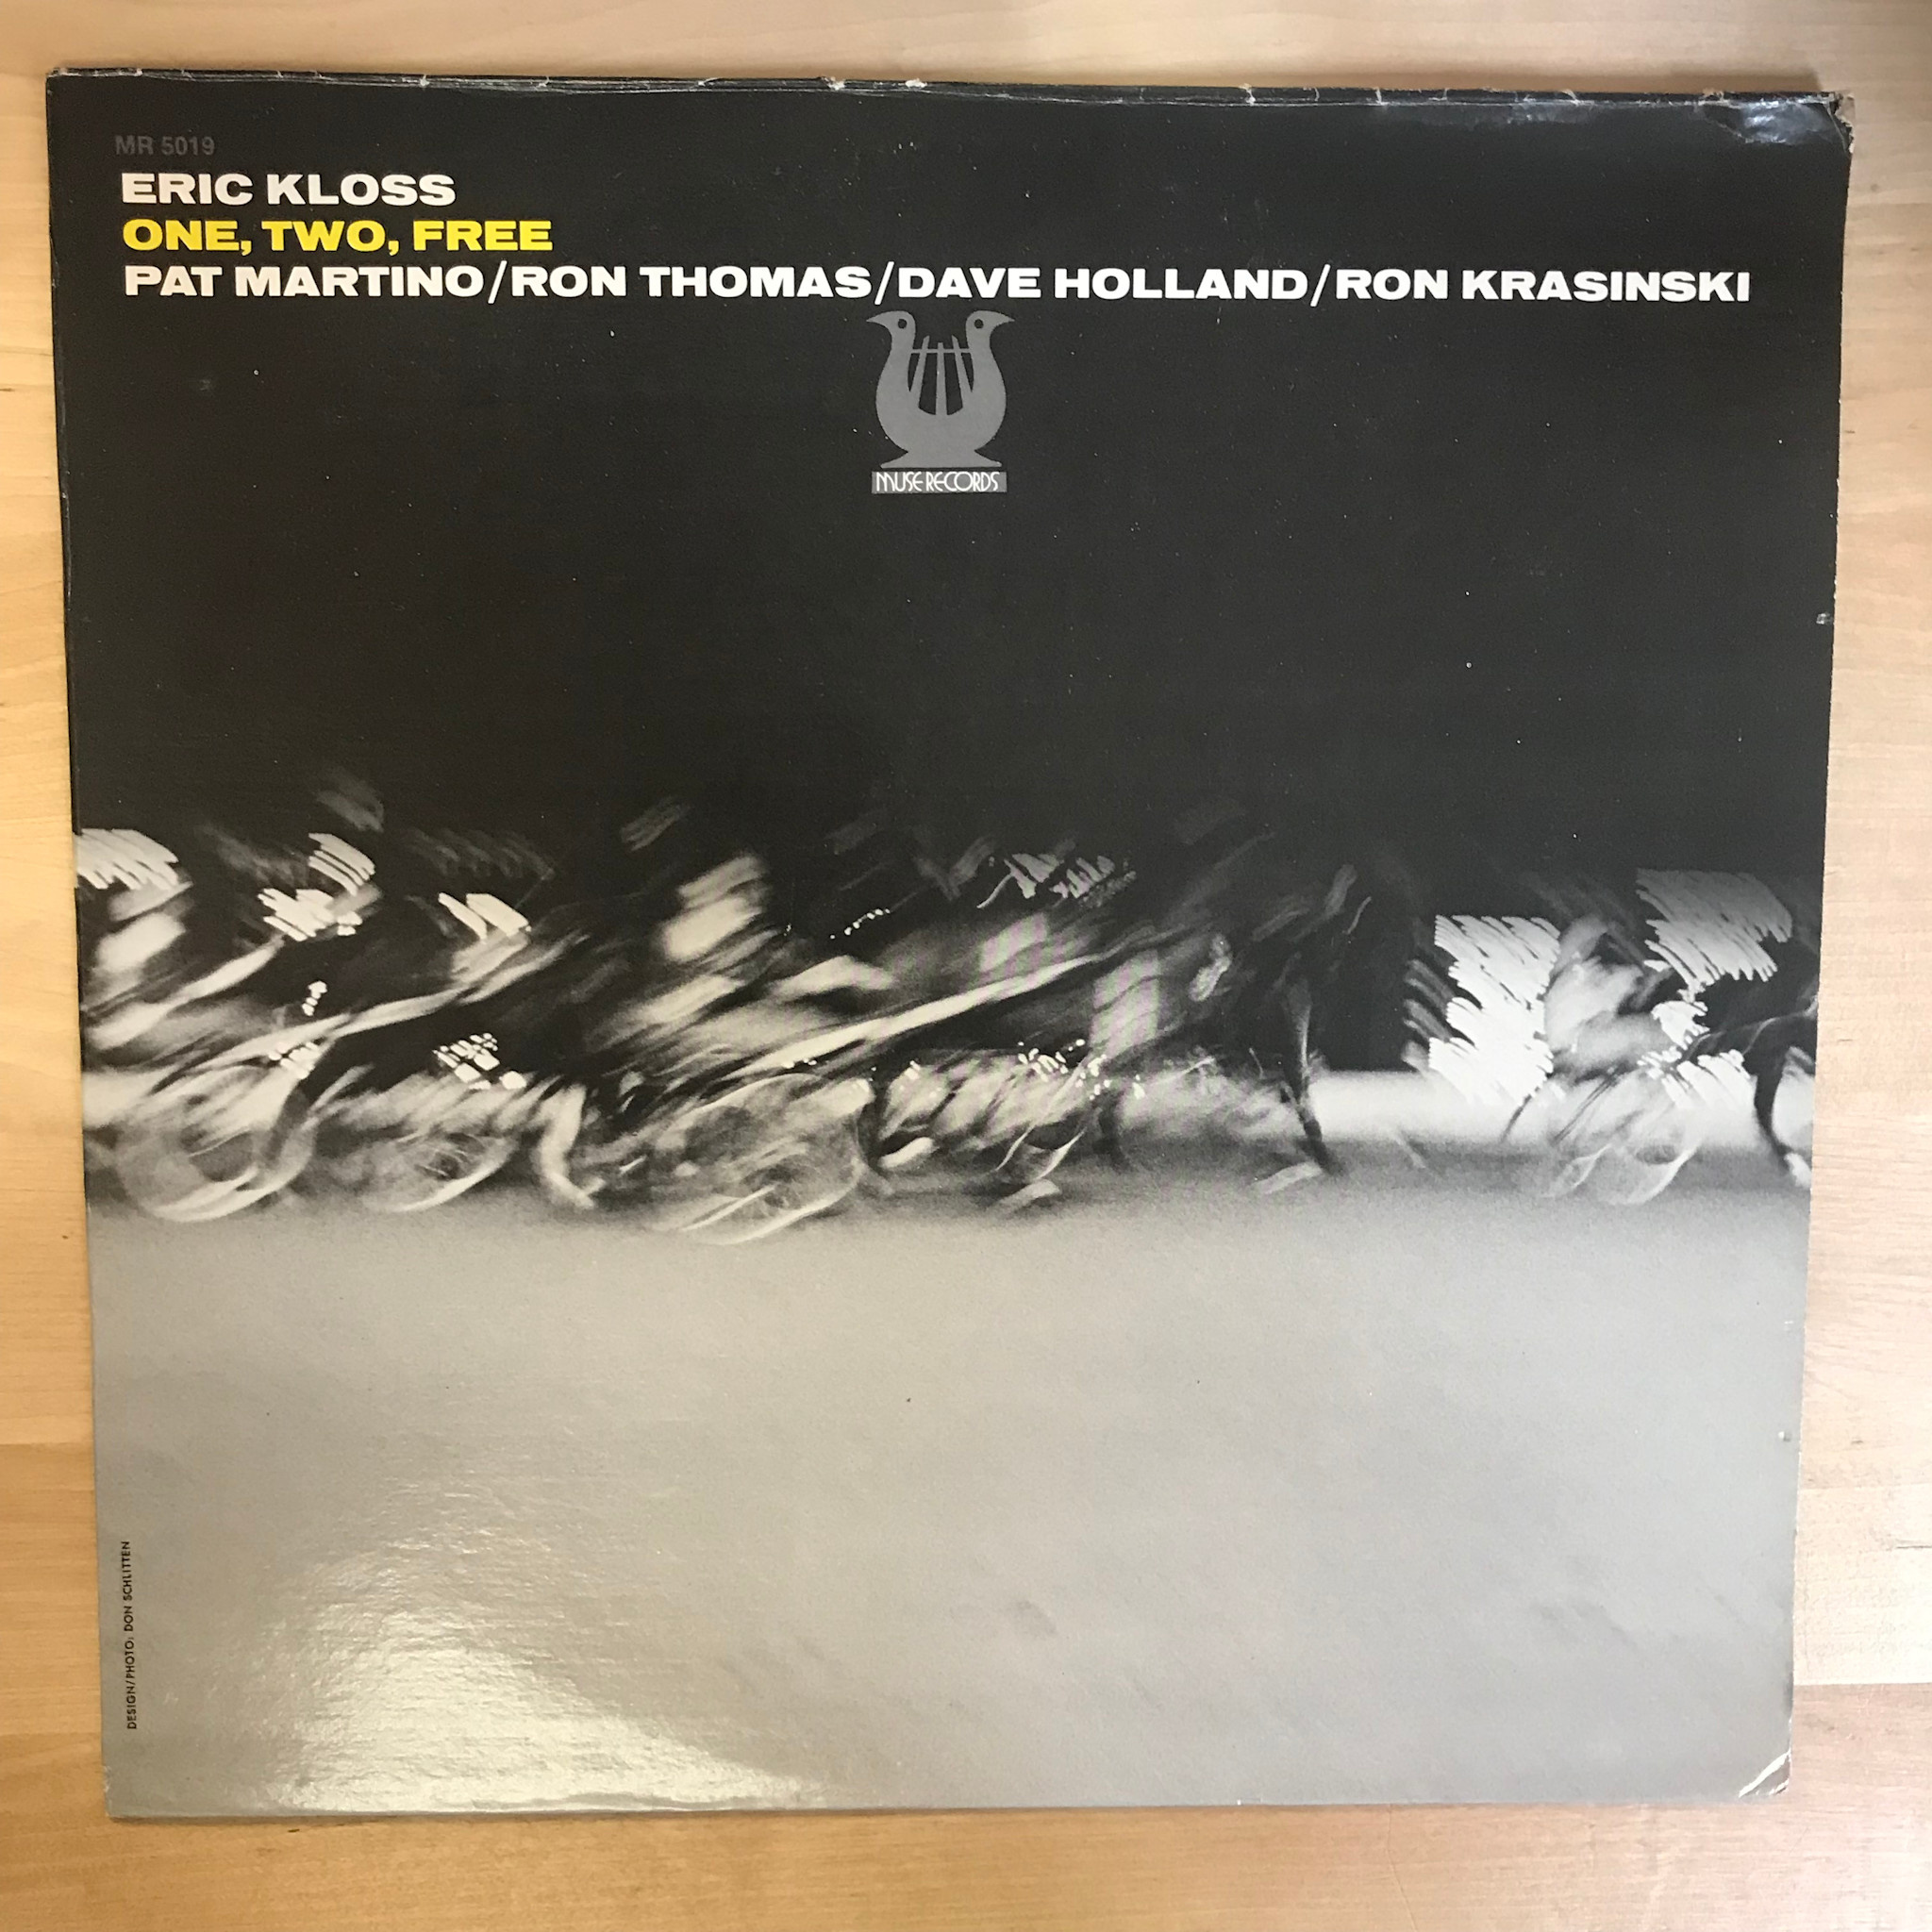 MR 5019
ERIC KLOSS
ONE, TWO, FREE
PAT MARTINO/RON THOMAS/DAVE HOLLAND/RON KRASINSKI
MUSE RECORDS
DESIGN/PHOTO: DON SCHLITTEN